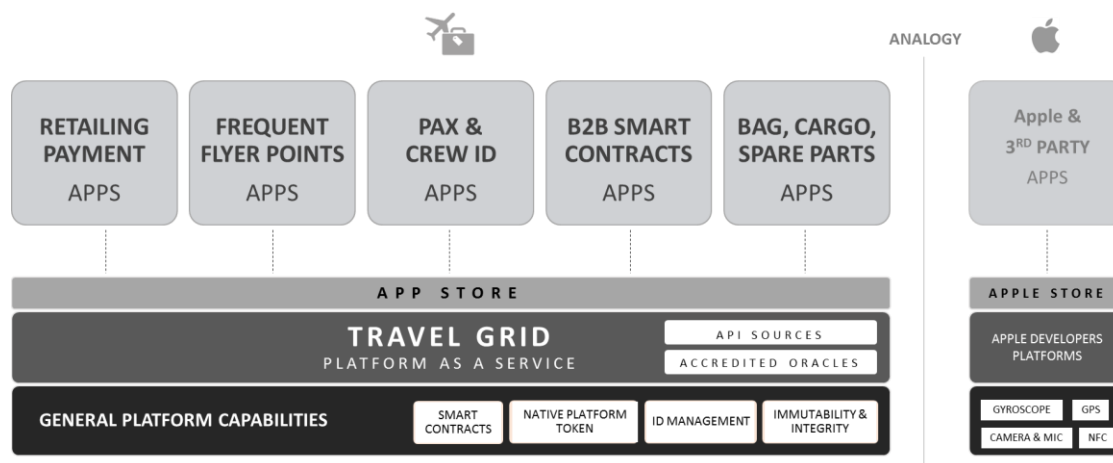 ANALOGY
RETAILING
PAYMENT
APPS
FREQUENT
FLYER POINTS
APPS
PAX &
CREW ID
APPS
B2B SMART
CONTRACTS
APPS
BAG, CARGO,
SPARE PARTS
APPS
Apple &
3RD PARTY
APPS
APP STORE
APPLE STORE
TRAVEL GRID
PLATFORM AS A SERVICE
API SOURCES
ACCREDITED ORACLES
APPLE DEVELOPERS
PLATFORMS
GENERAL PLATFORM CAPABILITIES
SMART
CONTRACTS
NATIVE PLATFORM
TOKEN
ID MANAGEMENT
IMMUTABILITY &
INTEGRITY
GYROSCOPE
GPS
CAMERA & MIC
NFC